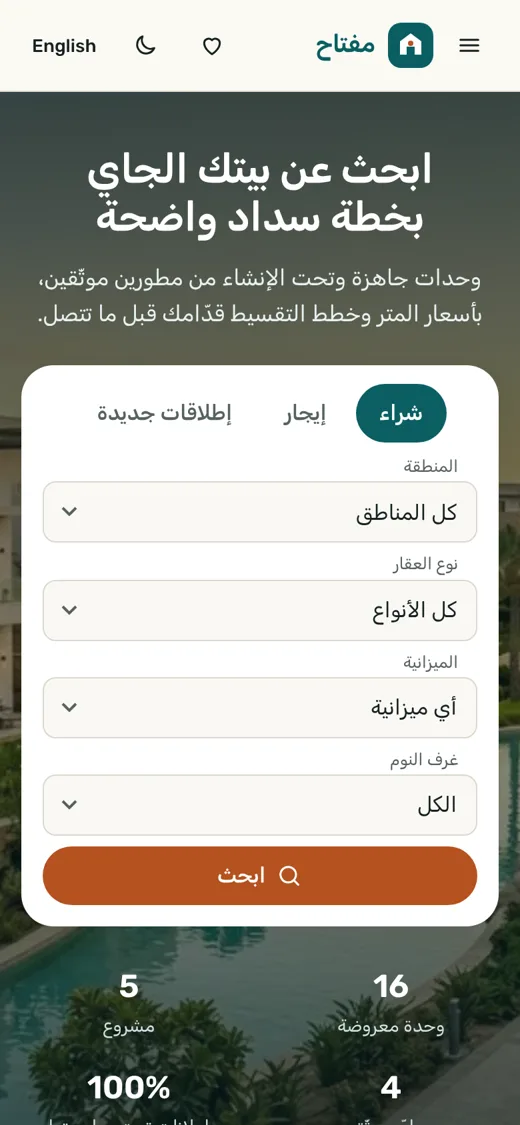 مفتاح
English
ابحث عن بيتك الجاي
بخطة سداد واضحة
وحدات جاهزة وتحت الإنشاء من مطورين موثّقين،
بأسعار المتر وخطط التقسيط قدّامك قبل ما تتصل.
شراء
إيجار
إطلاقات جديدة
المنطقة
كل المناطق
نوع العقار
كل الأنواع
الميزانية
أي ميزانية
غرف النوم
الكل
ابحث
16
5
وحدة معروضة
مشروع
4
100%